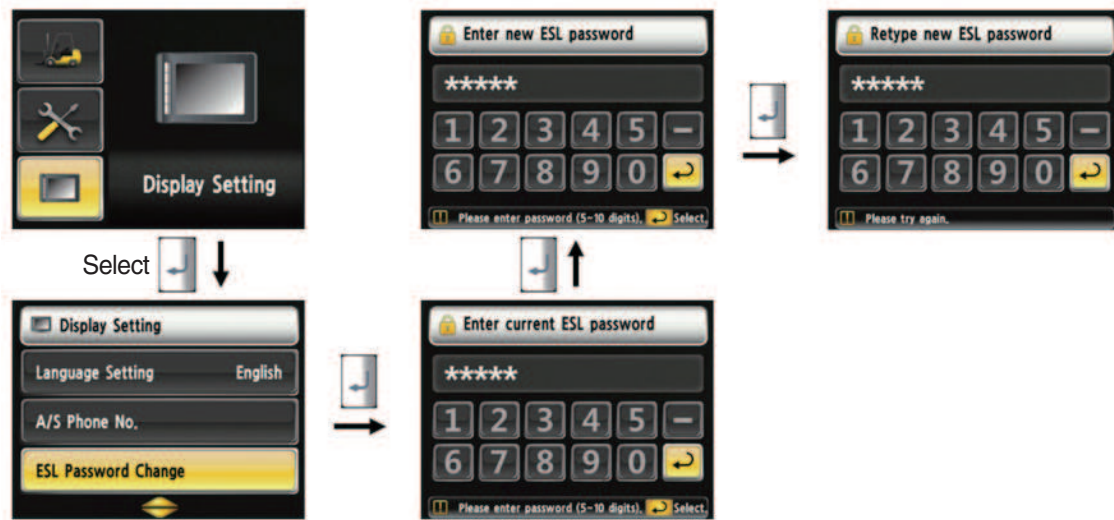 Display Setting
Select
Display Setting
Language Setting English
A/S Phone No.
ESL Password Change
Enter current ESL password
*****
1 2 3 4 5 -
6 7 8 9 0
Please enter password (5~10 digits), Select.
Enter new ESL password
*****
1 2 3 4 5 -
6 7 8 9 0
Please enter password (5~10 digits), Select.
Retype new ESL password
*****
1 2 3 4 5 -
6 7 8 9 0
Please try again.